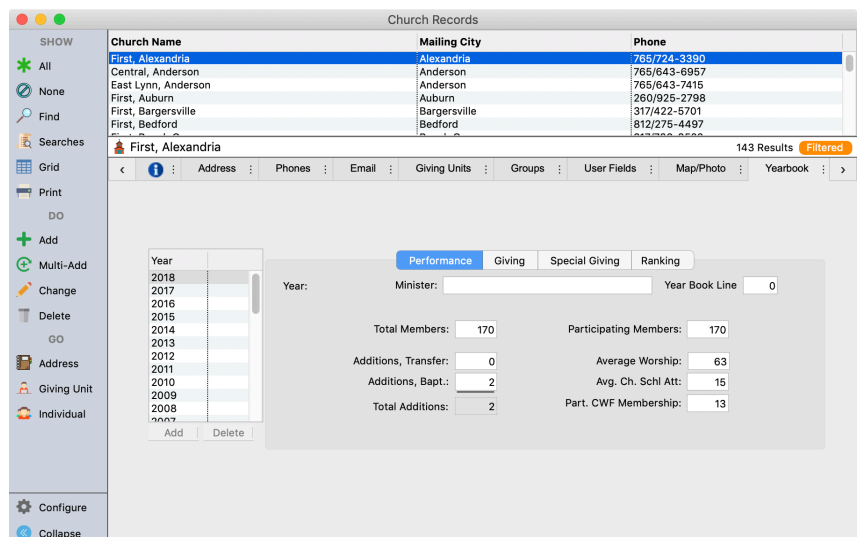 Church Records
SHOW
All
None
Find
Searches
Grid
Print
DO
Add
Multi-Add
Change
Delete
GO
Address
Giving Unit
Individual
Configure
Collapse
Church Name Mailing City Phone
First, Alexandria Alexandria 765/724-3390
Central, Anderson Anderson 765/643-6957
East Lynn, Anderson Anderson 765/643-7415
First, Auburn Auburn 260/925-2798
First, Bargersville Bargersville 317/422-5701
First, Bedford Bedford 812/275-4497
First, Alexandria 143 Results Filtered
Address Phones Email Giving Units Groups User Fields Map/Photo Yearbook
Year
2018
2017
2016
2015
2014
2013
2012
2011
2010
2009
2008
2007
Add Delete
Performance Giving Special Giving Ranking
Year: Minister: Year Book Line 0
Total Members: 170 Participating Members: 170
Additions, Transfer: 0 Average Worship: 63
Additions, Bapt.: 2 Avg. Ch. Schl Att: 15
Total Additions: 2 Part. CWF Membership: 13